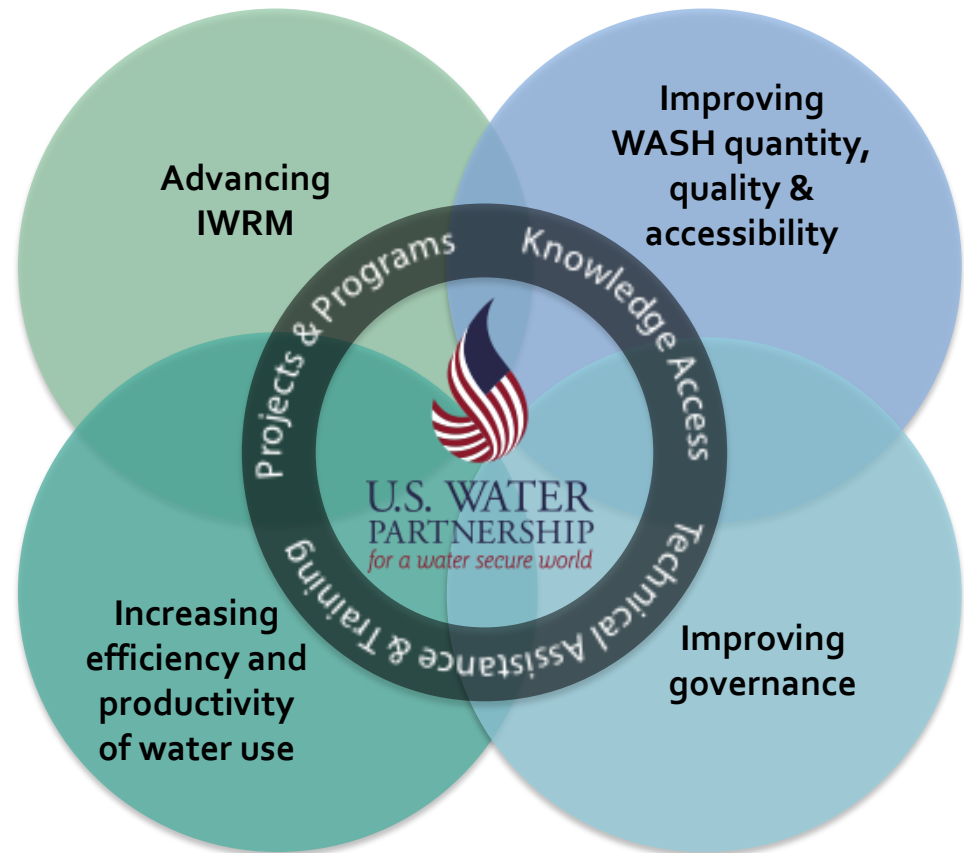 Advancing
IWRM
Improving
WASH quantity,
quality &
accessibility
Projects & Programs
Knowledge Access
Technical Assistance & Training
U.S. WATER
PARTNERSHIP
for a water secure world
Increasing
efficiency and
productivity
of water use
Improving
governance